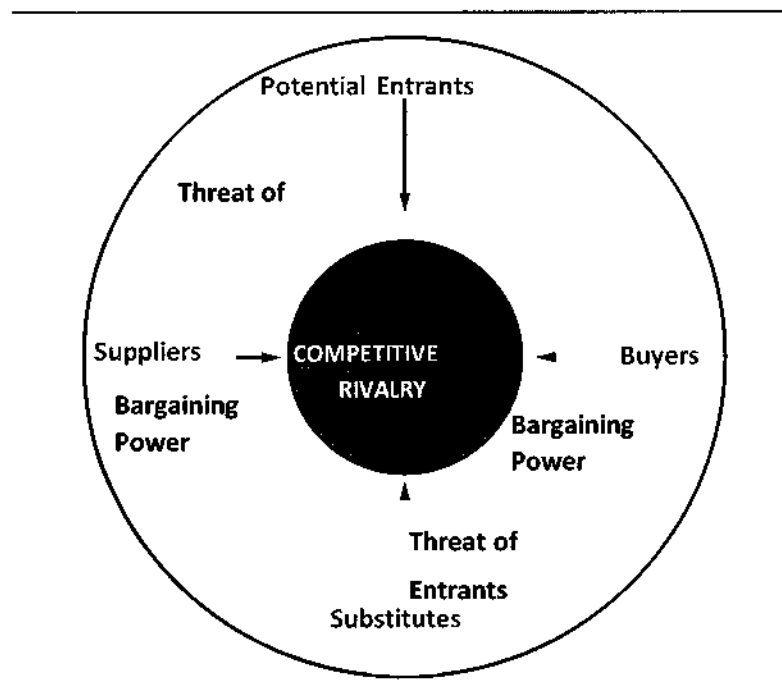 Potential Entrants
Threat of
Suppliers
COMPETITIVE
RIVALRY
Buyers
Bargaining
Power
Bargaining
Power
Threat of
Entrants
Substitutes